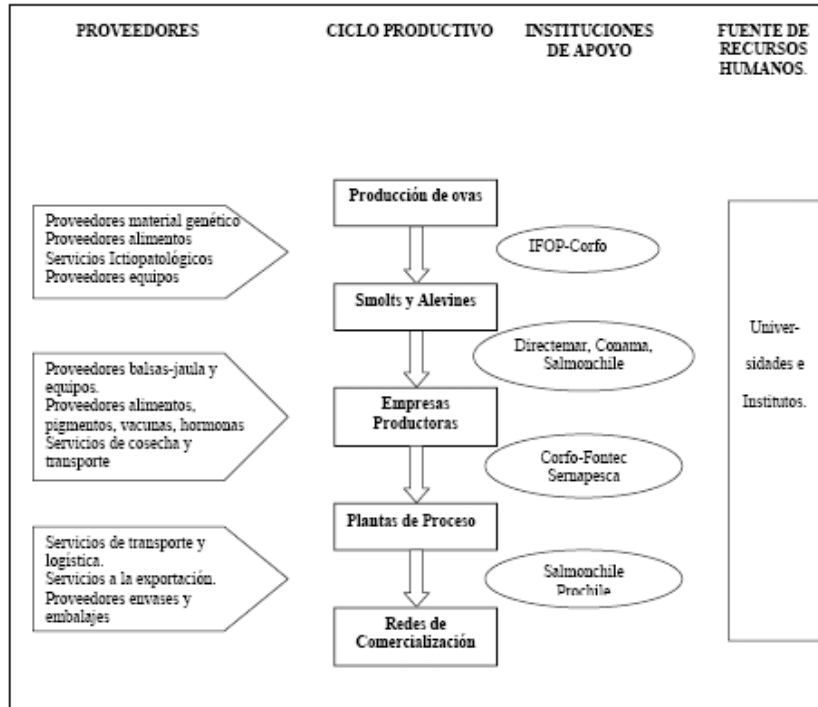 PROVEEDORES
CICLO PRODUCTIVO
INSTITUCIONES
DE APOYO
FUENTE DE
RECURSOS
HUMANOS.
Proveedores material genético
Proveedores alimentos
Servicios Ictiopatológicos
Proveedores equipos
Proveedores balsas-jaula y
equipos.
Proveedores alimentos,
pigmentos, vacunas, hormonas
Servicios de cosecha y
transporte
Servicios de transporte y
logística.
Servicios a la exportación.
Proveedores envases y
embalajes
Producción de ovas
Smolts y Alevines
Empresas
Productoras
Plantas de Proceso
Redes de
Comercialización
IFOP-Corfo
Directemar, Conama,
Salmonchile
Corfo-Fontec
Sernapesca
Salmonchile
Prochile
Univer-
sidades e
Institutos.